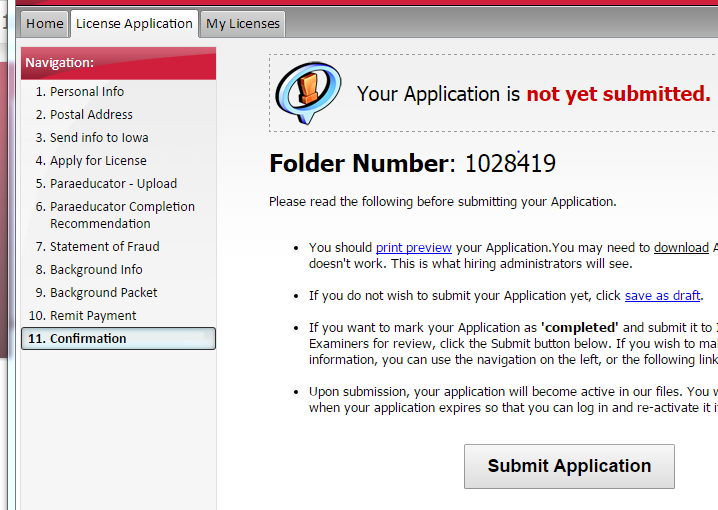 Home License Application My Licenses
Navigation:
1. Personal Info
2. Postal Address
3. Send info to Iowa
4. Apply for License
5. Paraeducator - Upload
6. Paraeducator Completion
Recommendation
7. Statement of Fraud
8. Background Info
9. Background Packet
10. Remit Payment
11. Confirmation
Your Application is not yet submitted.
Folder Number: 1028419
Please read the following before submitting your Application.
• You should print preview your Application.You may need to download A
doesn't work. This is what hiring administrators will see.
• If you do not wish to submit your Application yet, click save as draft.
• If you want to mark your Application as 'completed' and submit it to
Examiners for review, click the Submit button below. If you wish to ma
information, you can use the navigation on the left, or the following link
• Upon submission, your application will become active in our files. You w
when your application expires so that you can log in and re-activate it i
Submit Application